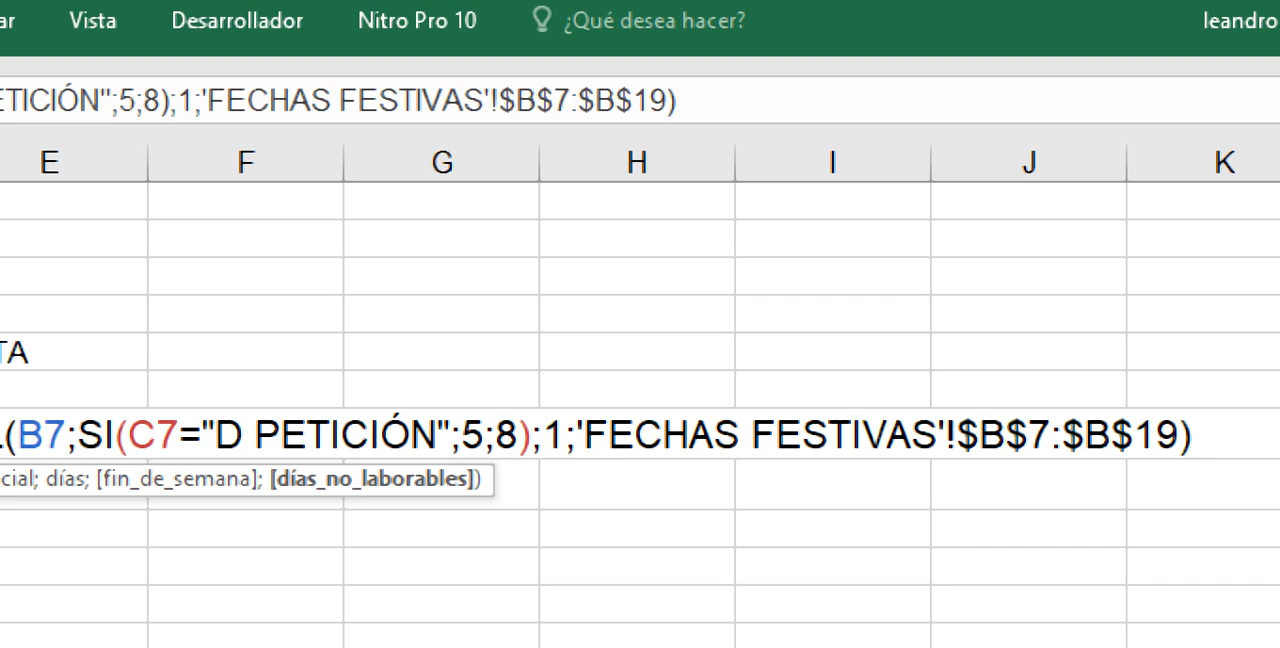 ar Vista Desarrollador Nitro Pro 10 ¿Qué desea hacer? leandro
ETICIÓN";5;8);1;'FECHAS FESTIVAS'!$B$7:$B$19)
E F G H I J K
TA
.(B7;SI(C7="D PETICIÓN";5;8);1;'FECHAS FESTIVAS'!$B$7:$B$19)
cial; días; [fin_de_semana]; [días_no_laborables])